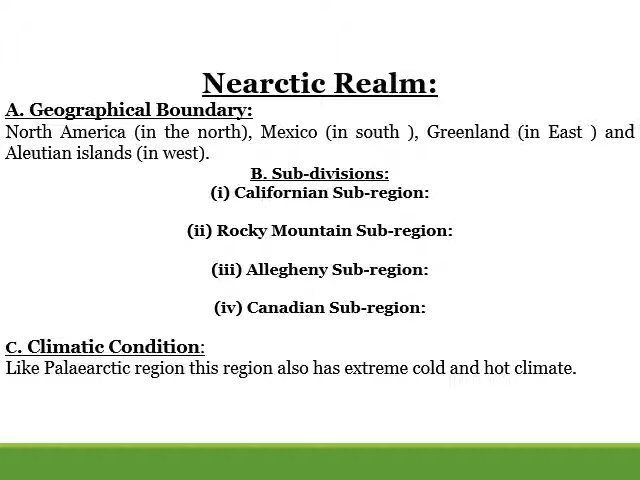 Nearctic Realm:
A. Geographical Boundary:
North America (in the north), Mexico (in south ), Greenland (in East ) and
Aleutian islands (in west).
B. Sub-divisions:
(i) Californian Sub-region:
(ii) Rocky Mountain Sub-region:
(iii) Allegheny Sub-region:
(iv) Canadian Sub-region:
C. Climatic Condition:
Like Palaearctic region this region also has extreme cold and hot climate.